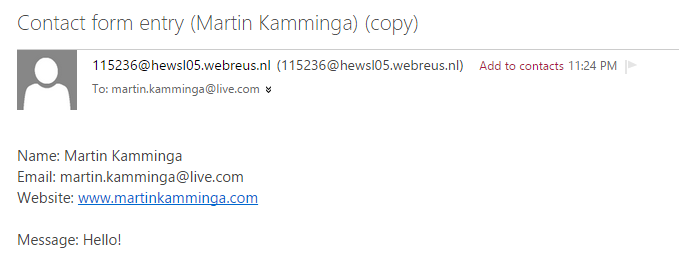 Contact form entry (Martin Kamminga) (copy)
115236@hewsl05.webreus.nl (115236@hewsl05.webreus.nl) Add to contacts 11:24 PM
To: martin.kamminga@live.com
Name: Martin Kamminga
Email: martin.kamminga@live.com
Website: www.martinkamminga.com
Message: Hello!